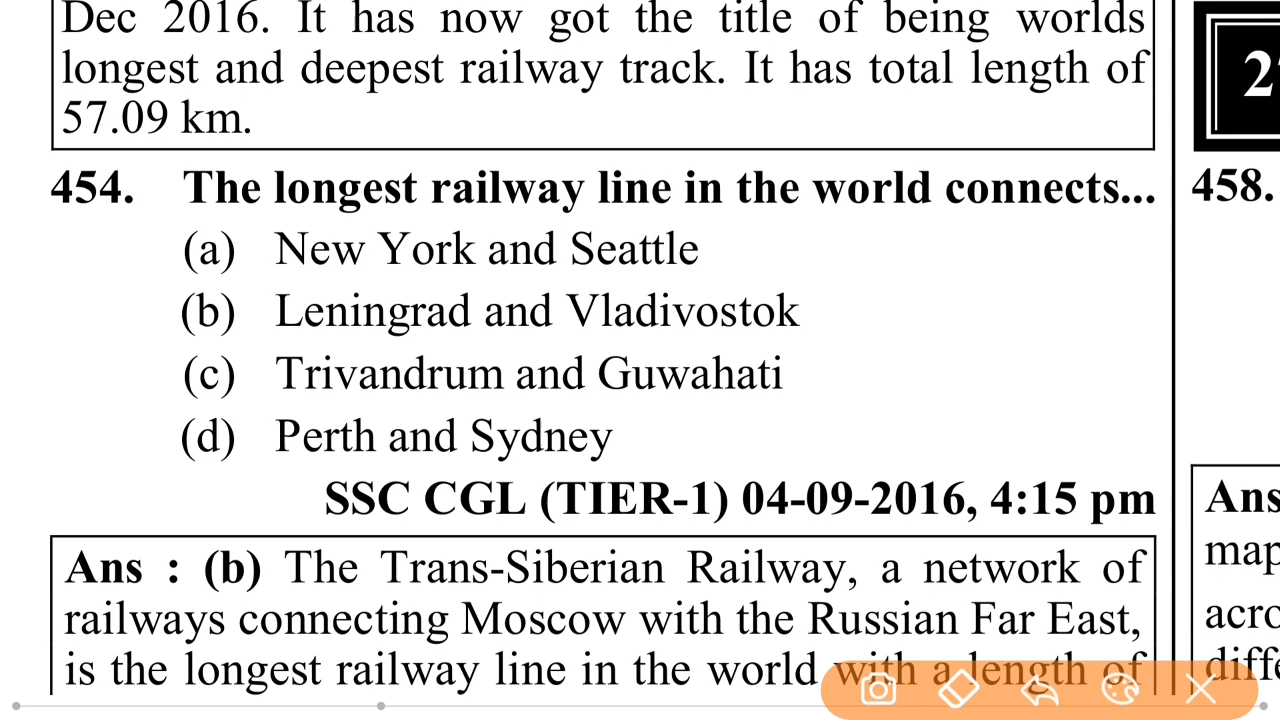 Dec 2016. It has now got the title of being worlds
longest and deepest railway track. It has total length of
57.09 km.
454. The longest railway line in the world connects...
(a) New York and Seattle
(b) Leningrad and Vladivostok
(c) Trivandrum and Guwahati
(d) Perth and Sydney
SSC CGL (TIER-1) 04-09-2016, 4:15 pm
Ans : (b) The Trans-Siberian Railway, a network of
railways connecting Moscow with the Russian Far East,
is the longest railway line in the world with a length of
458.
Ans